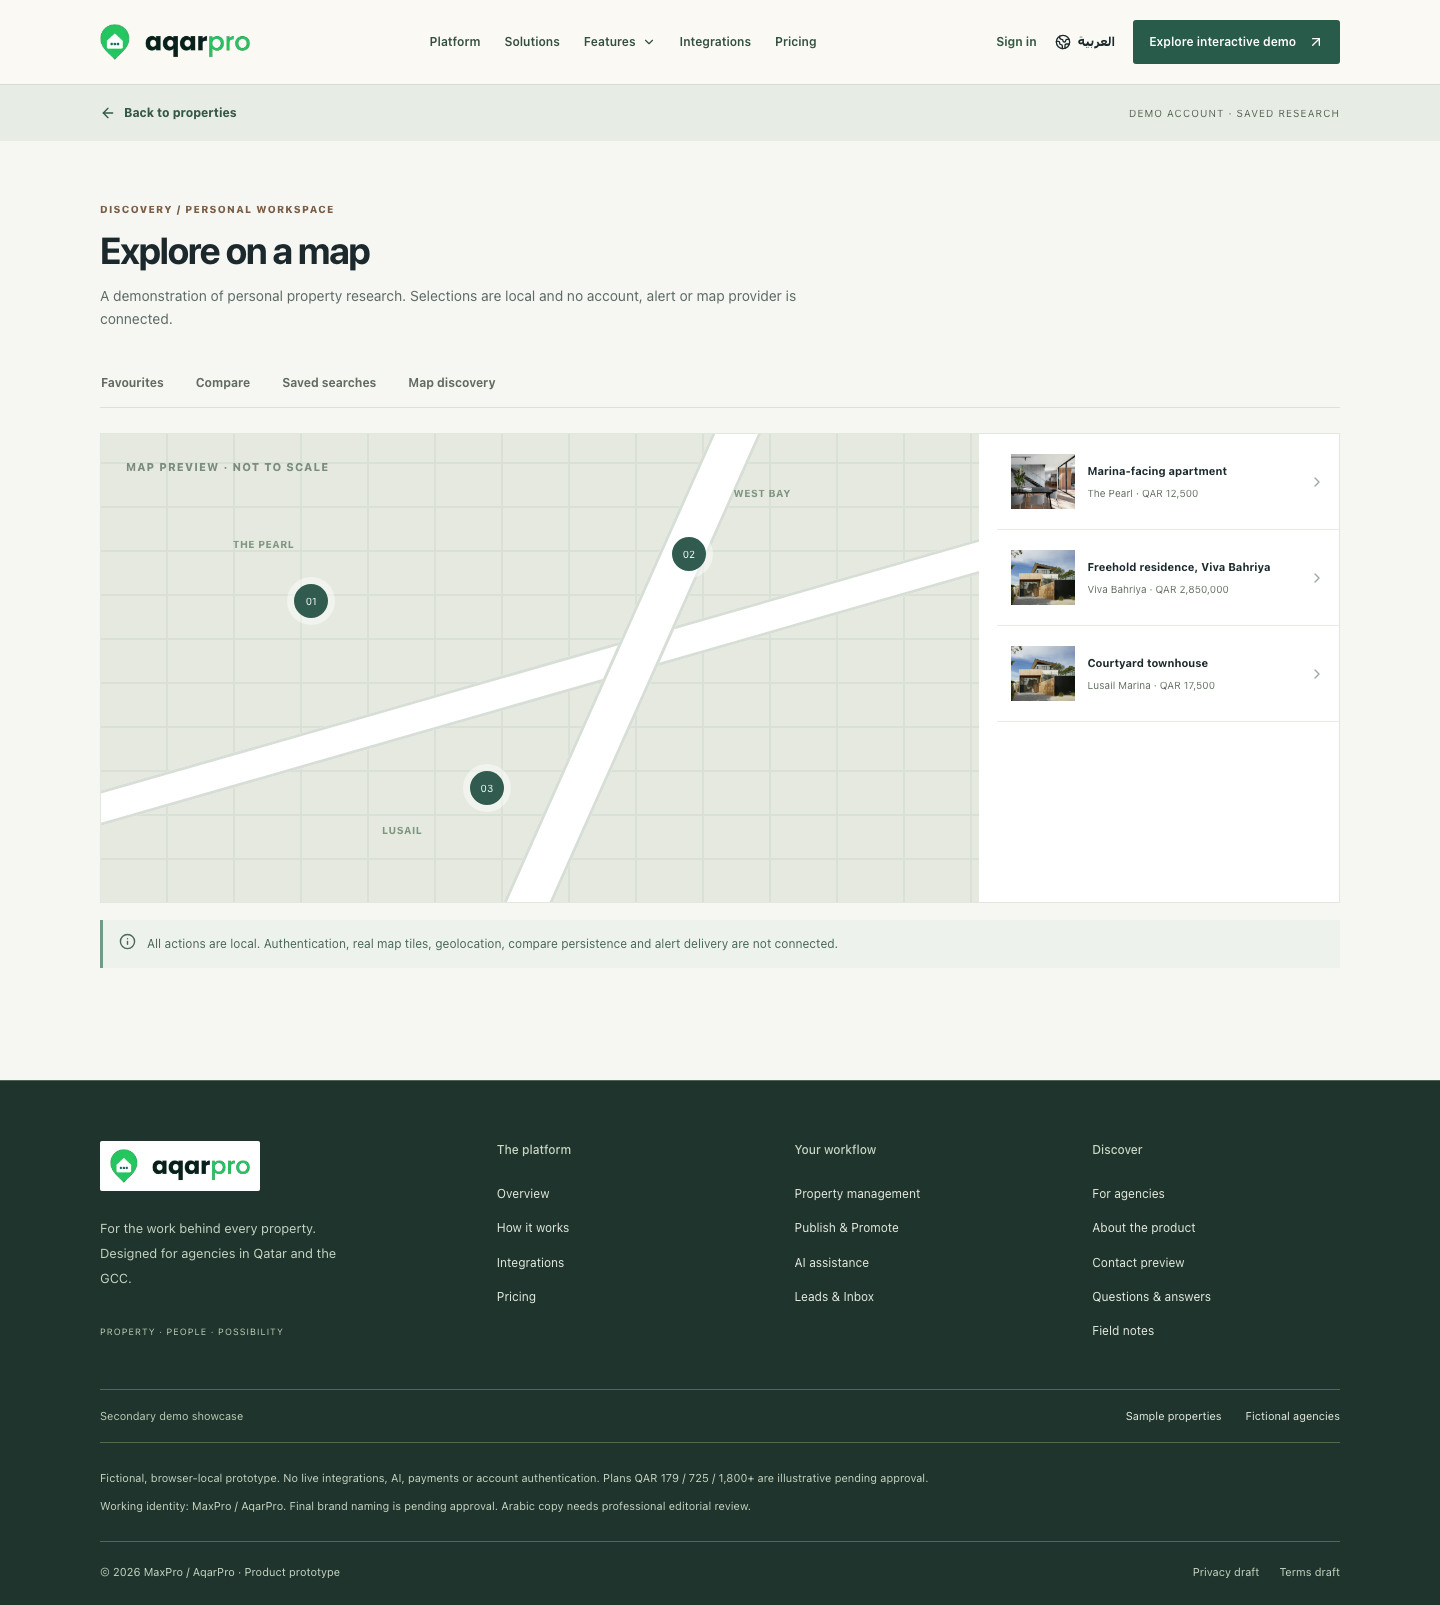 aqarpro
Platform
Solutions
Features
Integrations
Pricing
Sign in
العربية
Explore interactive demo
Back to properties
DEMO ACCOUNT · SAVED RESEARCH
DISCOVERY / PERSONAL WORKSPACE
Explore on a map
A demonstration of personal property research. Selections are local and no account, alert or map provider is
connected.
Favourites
Compare
Saved searches
Map discovery
MAP PREVIEW · NOT TO SCALE
WEST BAY
THE PEARL
02
01
03
LUSAIL
Marina-facing apartment
The Pearl · QAR 12,500
Freehold residence, Viva Bahriya
Viva Bahriya · QAR 2,850,000
Courtyard townhouse
Lusail Marina · QAR 17,500
All actions are local. Authentication, real map tiles, geolocation, compare persistence and alert delivery are not connected.
aqarpro
For the work behind every property.
Designed for agencies in Qatar and the
GCC.
PROPERTY · PEOPLE · POSSIBILITY
The platform
Overview
How it works
Integrations
Pricing
Your workflow
Property management
Publish & Promote
AI assistance
Leads & Inbox
Discover
For agencies
About the product
Contact preview
Questions & answers
Field notes
Secondary demo showcase
Sample properties
Fictional agencies
Fictional, browser-local prototype. No live integrations, AI, payments or account authentication. Plans QAR 179 / 725 / 1,800+ are illustrative pending approval.
Working identity: MaxPro / AqarPro. Final brand naming is pending approval. Arabic copy needs professional editorial review.
© 2026 MaxPro / AqarPro · Product prototype
Privacy draft
Terms draft